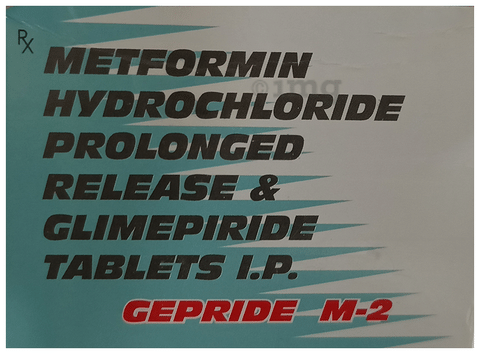 Rx
METFORMIN
HYDROCHLORIDE
PROLONGED
RELEASE &
GLIMEPIRIDE
TABLETS I.P.
GEPRIDE M-2